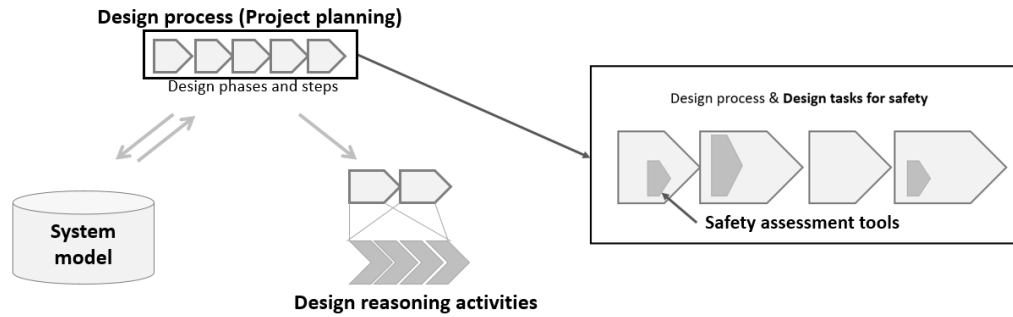 Design process (Project planning)
Design phases and steps
Design process & Design tasks for safety
Safety assessment tools
System
model
Design reasoning activities